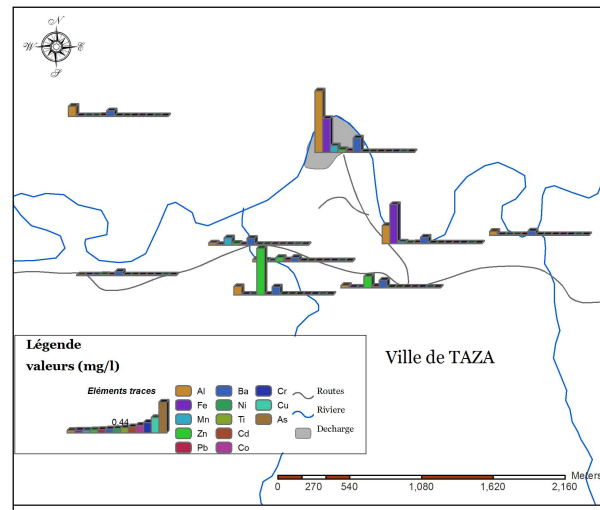 N
W E
S
Ville de TAZA
Légende
valeurs (mg/l)
Eléments traces
0.44
Al
Fe
Mn
Zn
Pb
Ba
Ni
Ti
Cd
Co
Cr
Cu
As
Routes
Riviere
Decharge
Meters
0 270 540 1,080 1,620 2,160